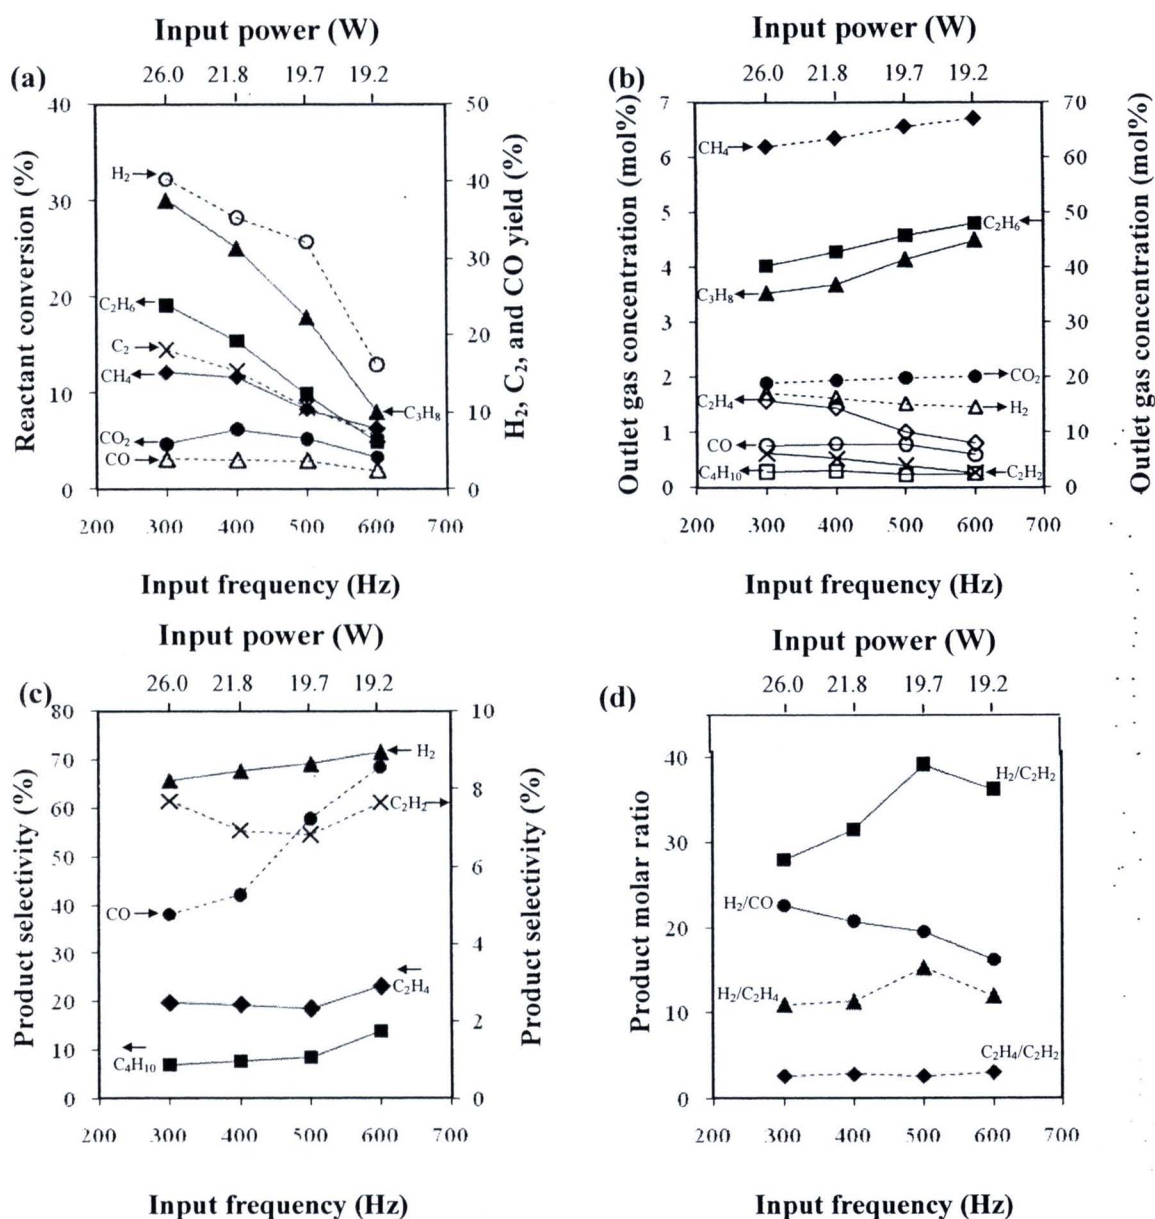 Input power (W)
(a)
26.0 21.8 19.7 19.2
40
30
20
10
0
50
40
30
20
10
0
Reactant conversion (%)
H2, C2, and CO yield (%)
H2
C2H6
C2
CH4
CO2
CO
C3H8
200 300 400 500 600 700
Input frequency (Hz)
Input power (W)
(b)
26.0 21.8 19.7 19.2
7
6
5
4
3
2
1
0
70
60
50
40
30
20
10
0
Outlet gas concentration (mol%)
Outlet gas concentration (mol%)
CH4
C2H6
C3H8
CO2
C2H4
H2
CO
C4H10
C2H2
200 300 400 500 600 700
Input frequency (Hz)
Input power (W)
(c)
26.0 21.8 19.7 19.2
80
70
60
50
40
30
20
10
0
10
8
6
4
2
0
Product selectivity (%)
Product selectivity (%)
H2
C2H2
CO
C2H4
C4H10
200 300 400 500 600 700
Input frequency (Hz)
Input power (W)
(d)
26.0 21.8 19.7 19.2
40
30
20
10
0
Product molar ratio
H2/C2H2
H2/CO
H2/C2H4
C2H4/C2H2
200 300 400 500 600 700
Input frequency (Hz)